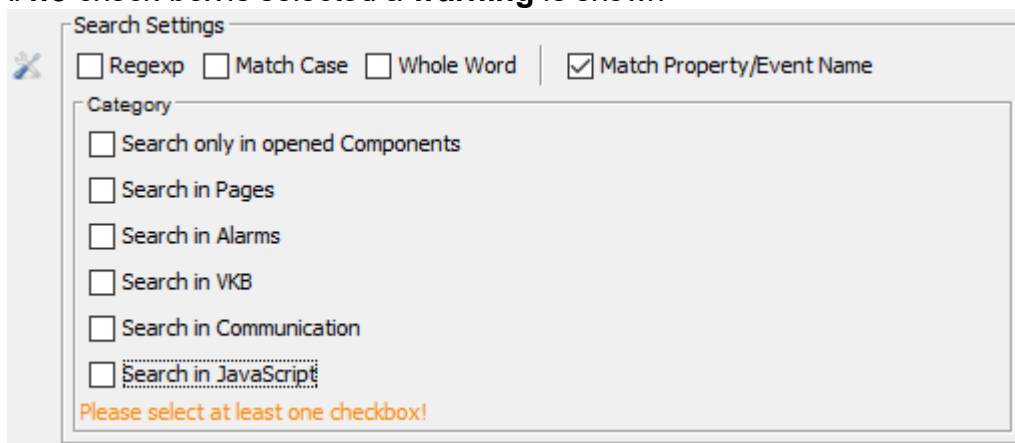 Search Settings
Regexp Match Case Whole Word Match Property/Event Name
Category
Search only in opened Components
Search in Pages
Search in Alarms
Search in VKB
Search in Communication
Search in JavaScript
Please select at least one checkbox!